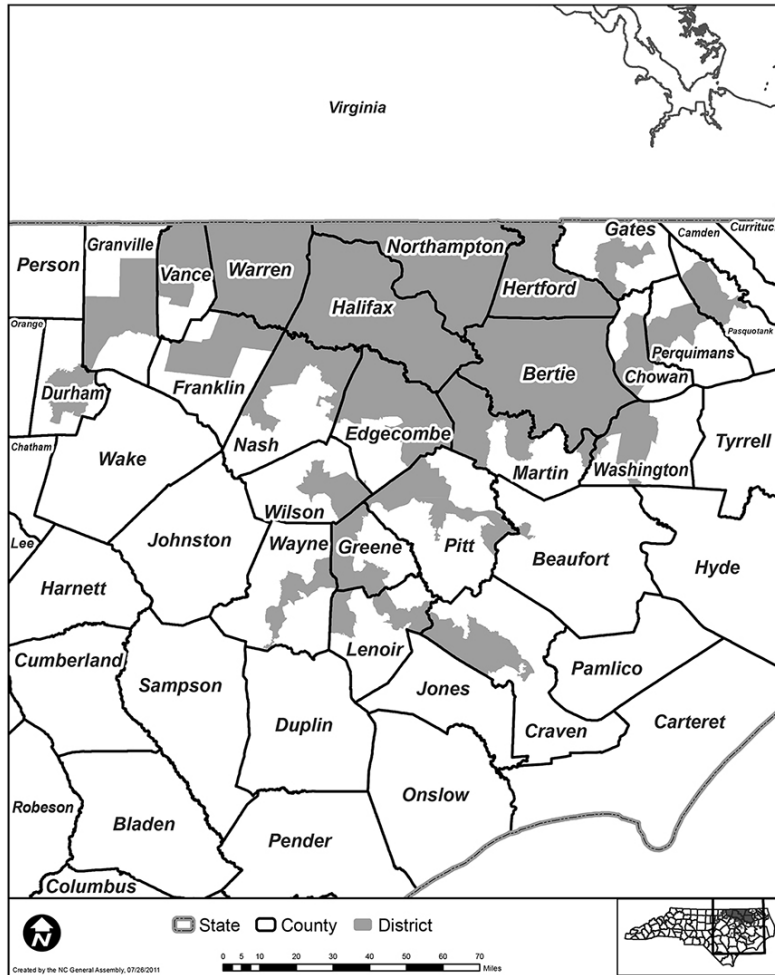 Virginia
Person
Granville
Vance
Warren
Northampton
Gates
Camden
Currituck
Hertford
Halifax
Orange
Durham
Franklin
Bertie
Chowan
Perquimans
Pasquotank
Nash
Edgecombe
Martin
Washington
Tyrrell
Chatham
Wake
Wilson
Lee
Johnston
Wayne
Greene
Pitt
Beaufort
Hyde
Harnett
Lenoir
Pamlico
Cumberland
Sampson
Jones
Craven
Carteret
Duplin
Onslow
Robeson
Bladen
Pender
Columbus
N
State County District
0 5 10 20 30 40 50 60 70
Miles
Created by the NC General Assembly, 07/26/2011